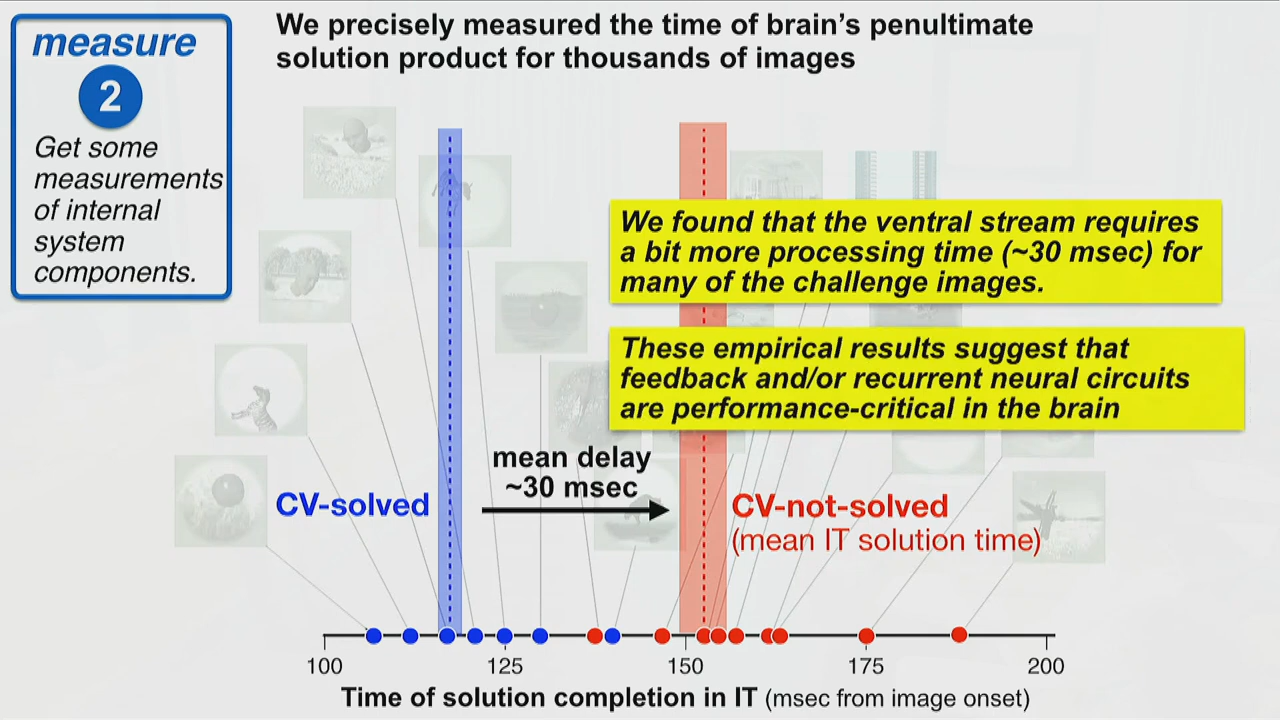 measure
2
Get some
measurements
of internal
system
components.
We precisely measured the time of brain’s penultimate
solution product for thousands of images
We found that the ventral stream requires
a bit more processing time (~30 msec) for
many of the challenge images.
These empirical results suggest that
feedback and/or recurrent neural circuits
are performance-critical in the brain
mean delay
~30 msec
CV-solved
CV-not-solved
(mean IT solution time)
100 125 150 175 200
Time of solution completion in IT (msec from image onset)